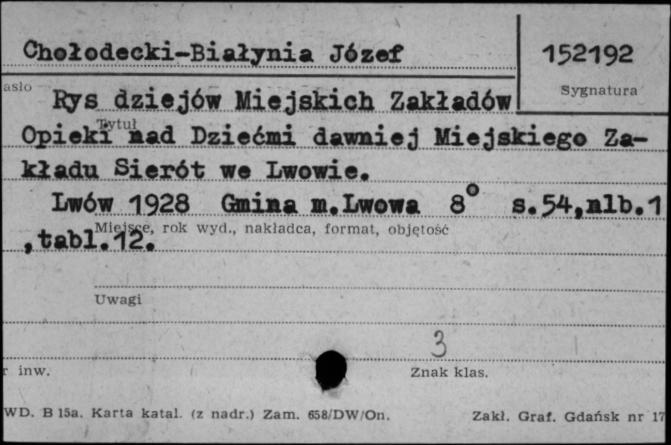 Chołodecki-Białynia Józef
152192
asło
Sygnatura
Rys dziejów Miejskich Zakładów
Tytuł
Opieki nad Dziećmi dawniej Miejskiego Za-
kładu Sierót we Lwowie.
Lwów 1928 Gmina m.Lwowa 8° s.54,nlb.1
Miejsce, rok wyd., nakładca, format, objętość
,tabl.12.
Uwagi
3
r inw.
Znak klas.
WD. B 15a. Karta katal. (z nadr.) Zam. 658/DW/On.
Zakł. Graf. Gdańsk nr 17